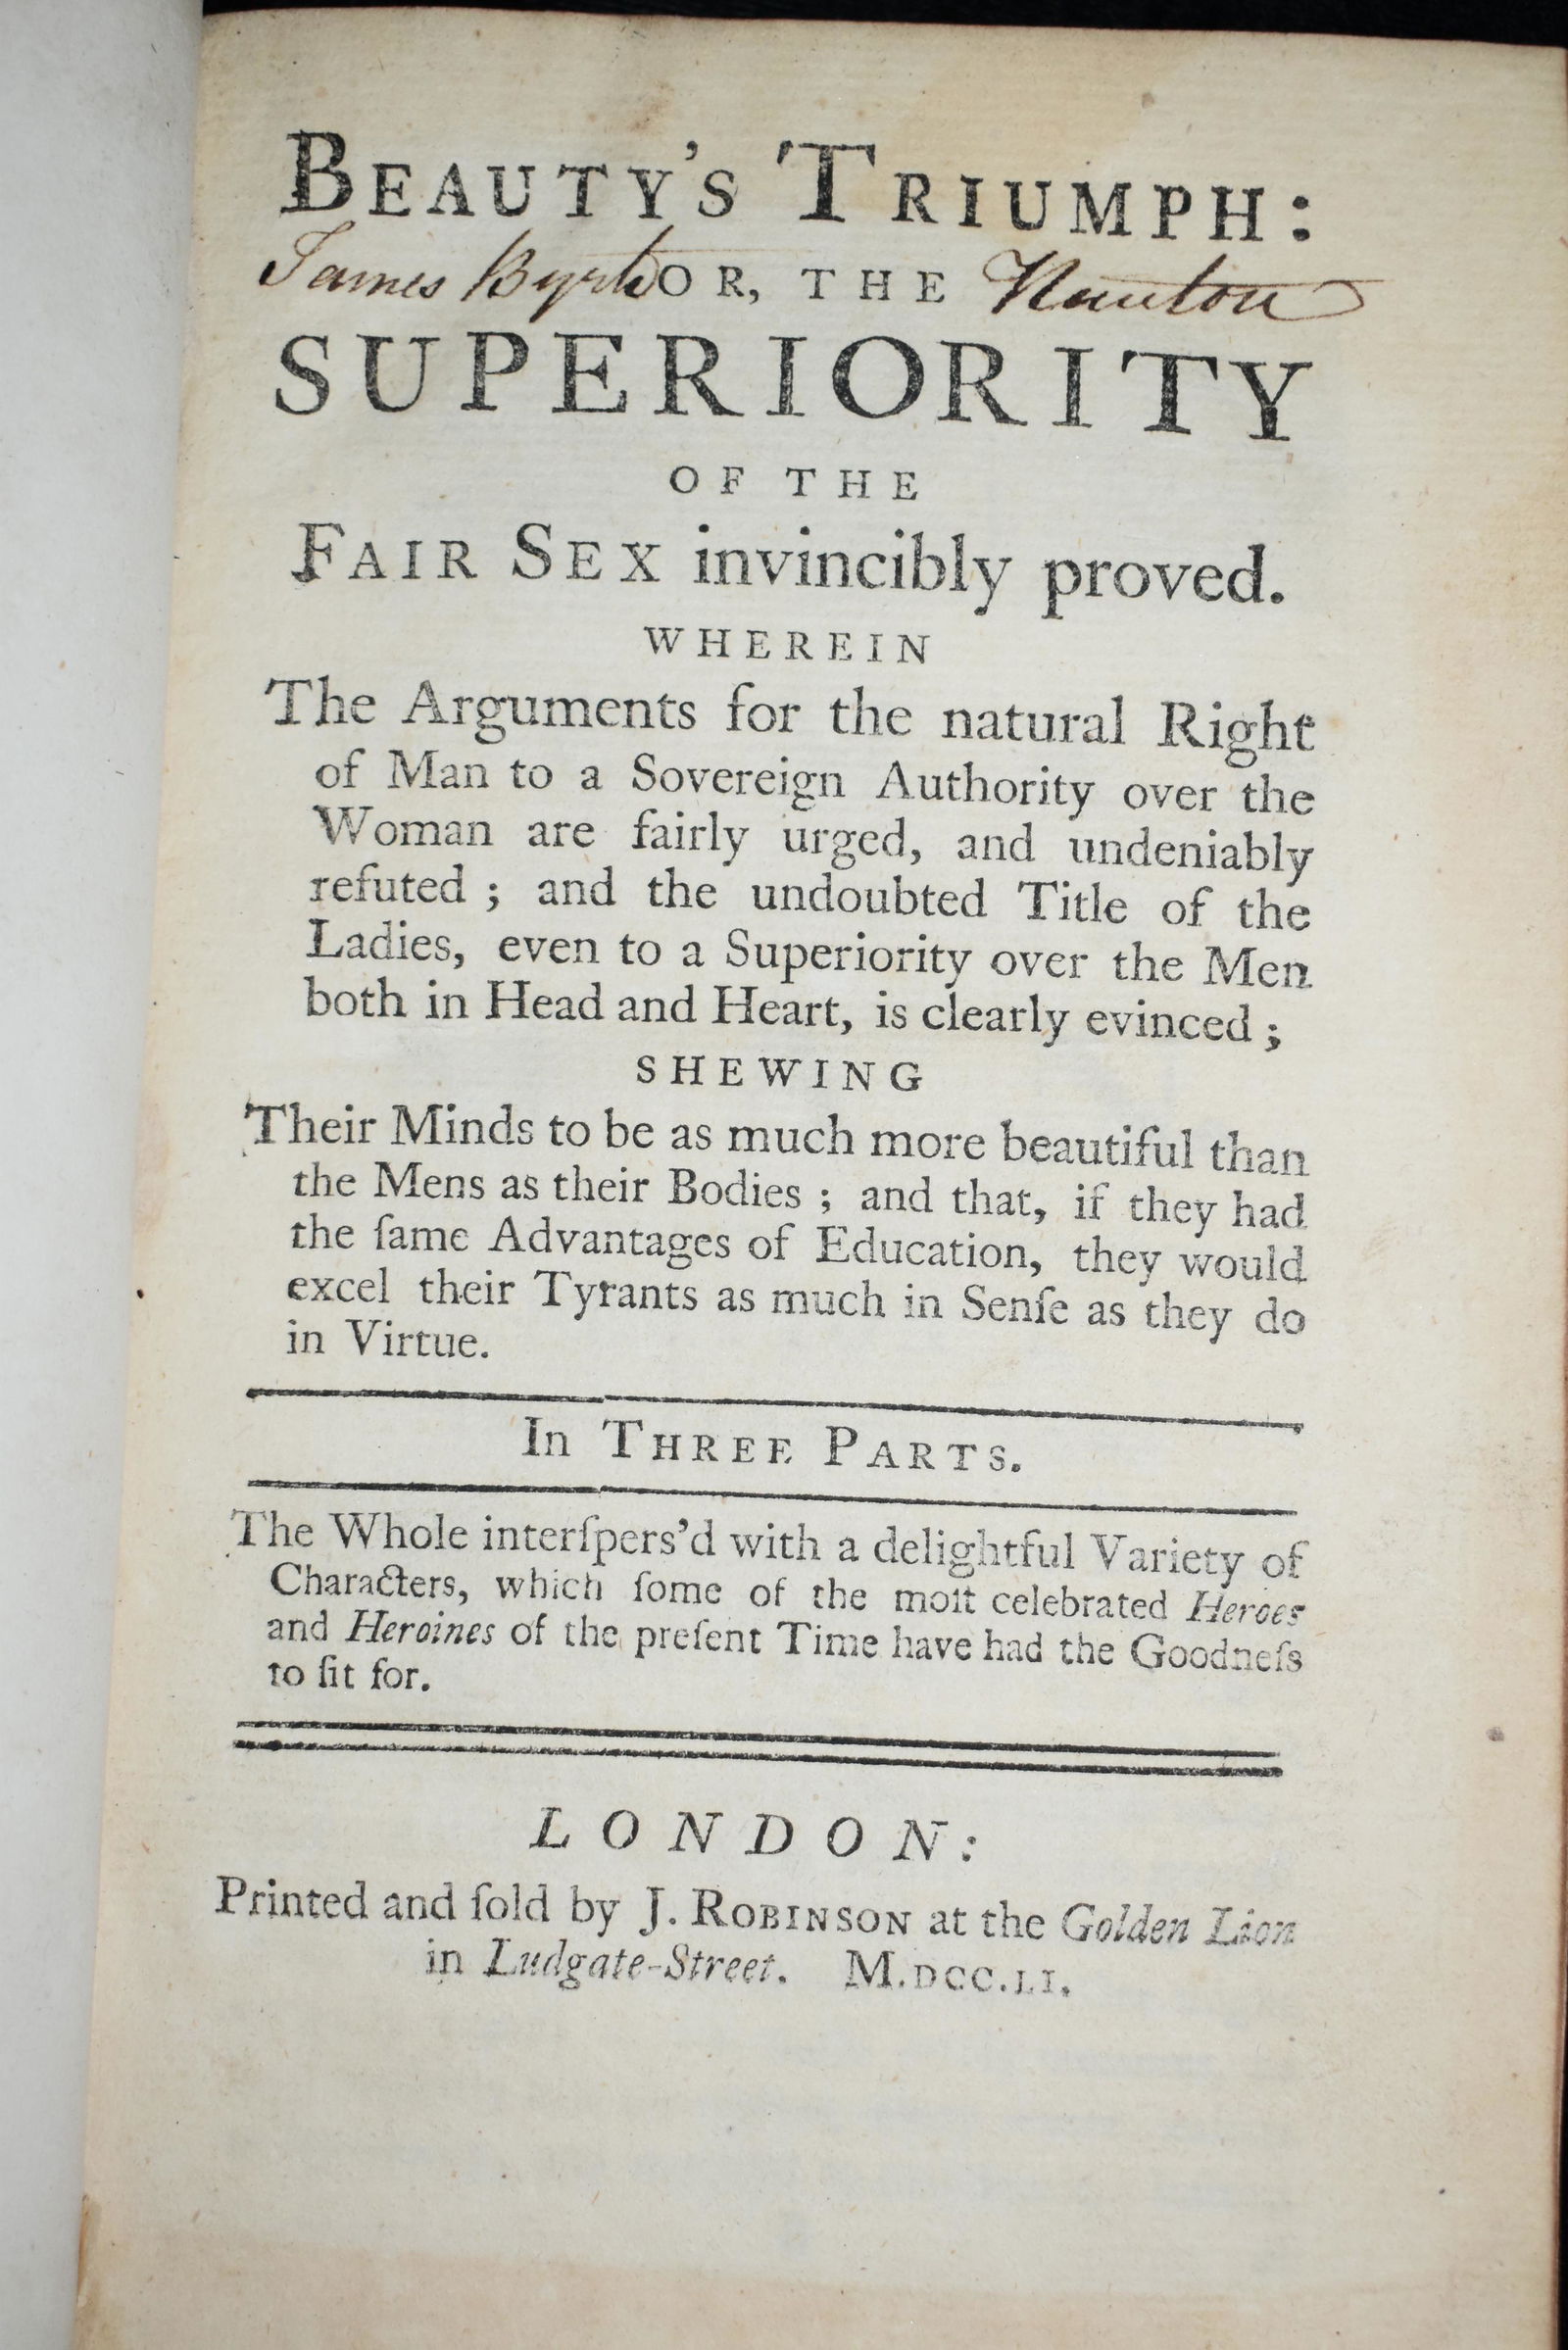 BEAUTY'S TRIUMPH:
James OR, THE
SUPERIORITY
OF THE
FAIR SEX invincibly proved.
WHEREIN
The Arguments for the natural Right
of Man to a Sovereign Authority over the
Woman are fairly urged, and undeniably
refuted ; and the undoubted Title of the
Ladies, even to a Superiority over the Men
both in Head and Heart, is clearly evinced ;
SHEWING
Their Minds to be as much more beautiful than
the Mens as their Bodies ; and that, if they had
the ſame Advantages of Education, they would
excel their Tyrants as much in Senſe as they do
in Virtue.
In THREE PARTS.
The Whole interſpers'd with a delightful Variety of
Characters, which ſome of the moſt celebrated Heroes
and Heroines of the preſent Time have had the Goodneſs
to ſit for.
LONDON:
Printed and ſold by J. ROBINSON at the Golden Lion
in Ludgate-Street. M.DCC.LI.